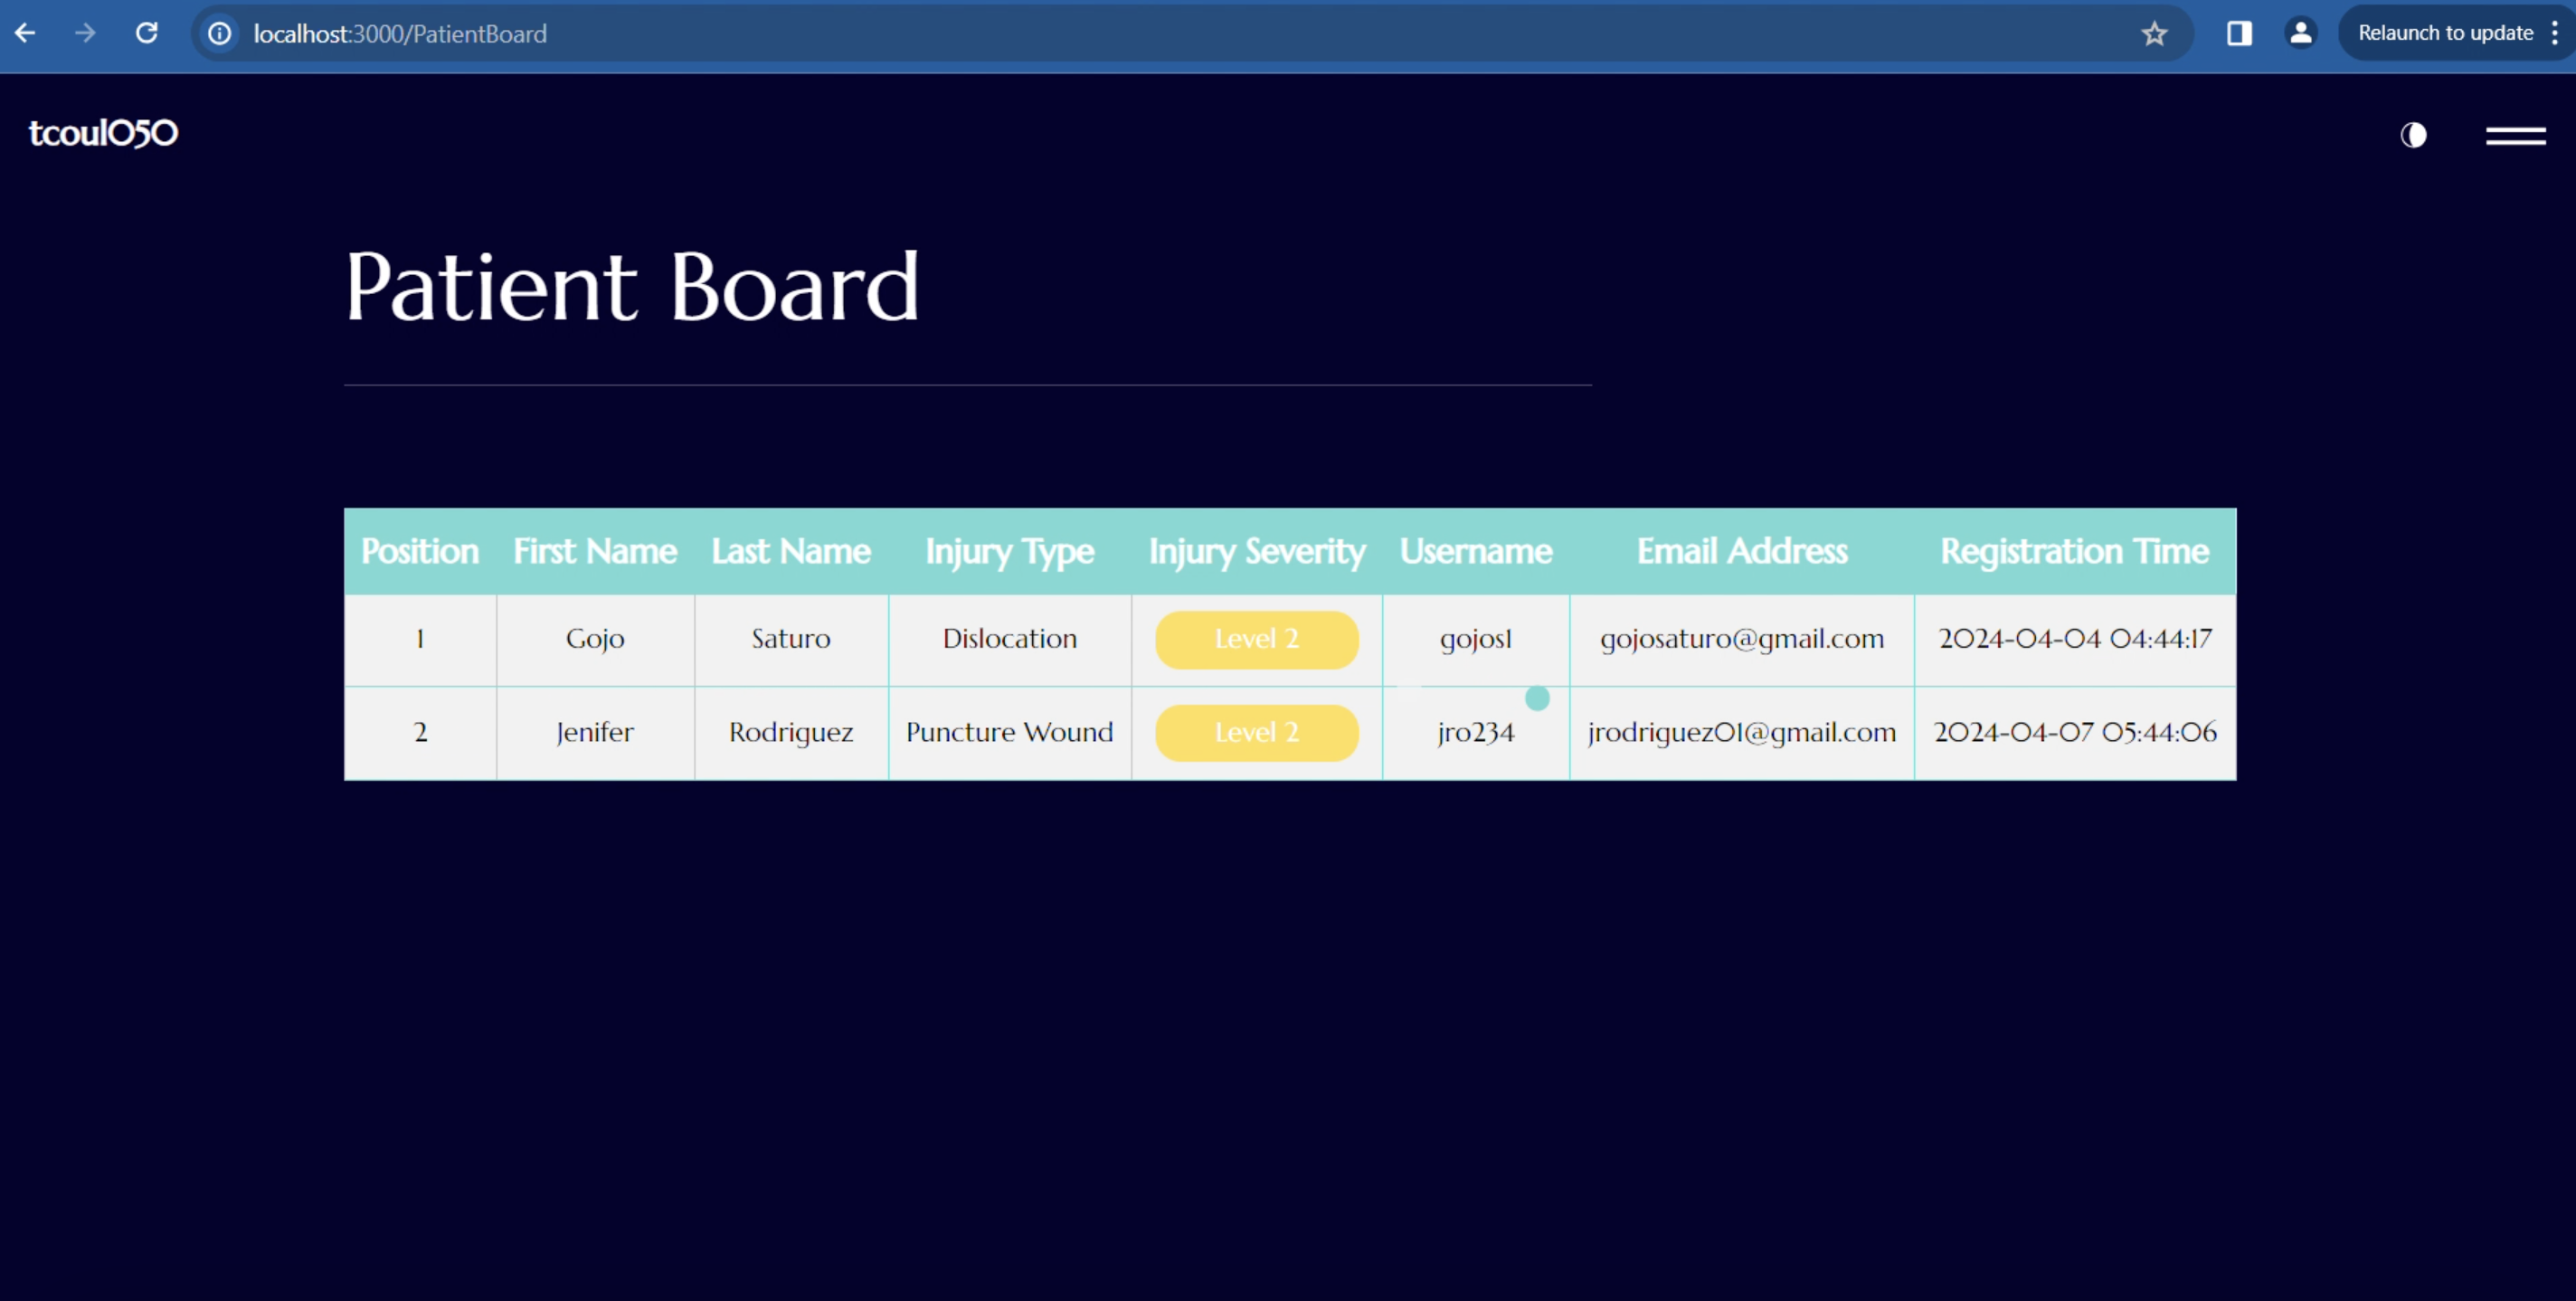 localhost:3000/PatientBoard
Relaunch to update
tcoul050
Patient Board
Position First Name Last Name Injury Type Injury Severity Username Email Address Registration Time
1 Gojo Saturo Dislocation Level 2 gojos1 gojosaturo@gmail.com 2024-04-04 04:44:17
2 Jenifer Rodriguez Puncture Wound Level 2 jro234 jrodriguez01@gmail.com 2024-04-07 05:44:06